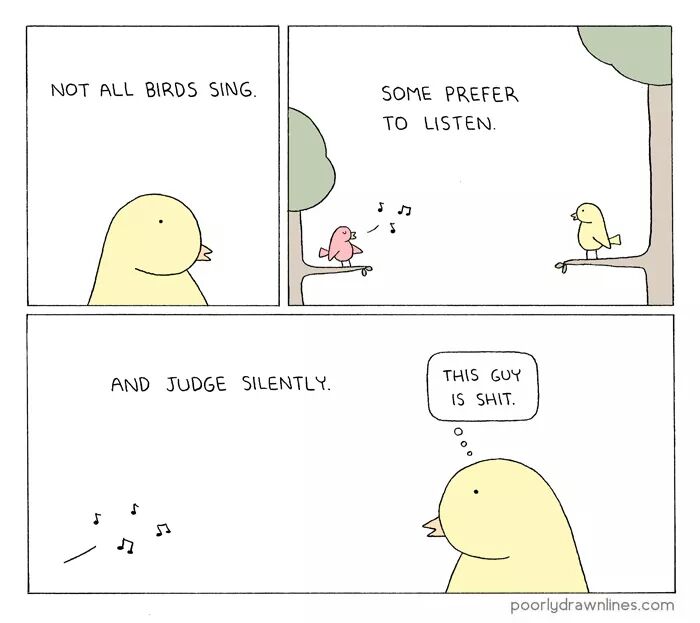 NOT ALL BIRDS SING.
SOME PREFER
TO LISTEN.
AND JUDGE SILENTLY.
THIS GUY
IS SHIT.
poorlydrawnlines.com